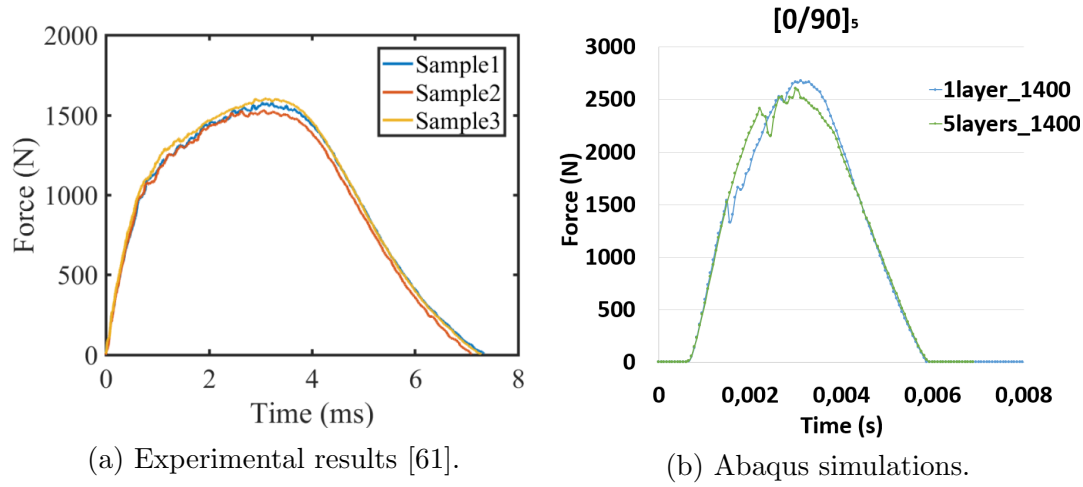 2000
1500
1000
500
0
Force (N)
Sample1
Sample2
Sample3
0 2 4 6 8
Time (ms)
(a) Experimental results [61].
[0/90]₅
3000
2500
2000
1500
1000
500
0
Force (N)
1layer_1400
5layers_1400
0 0,002 0,004 0,006 0,008
Time (s)
(b) Abaqus simulations.